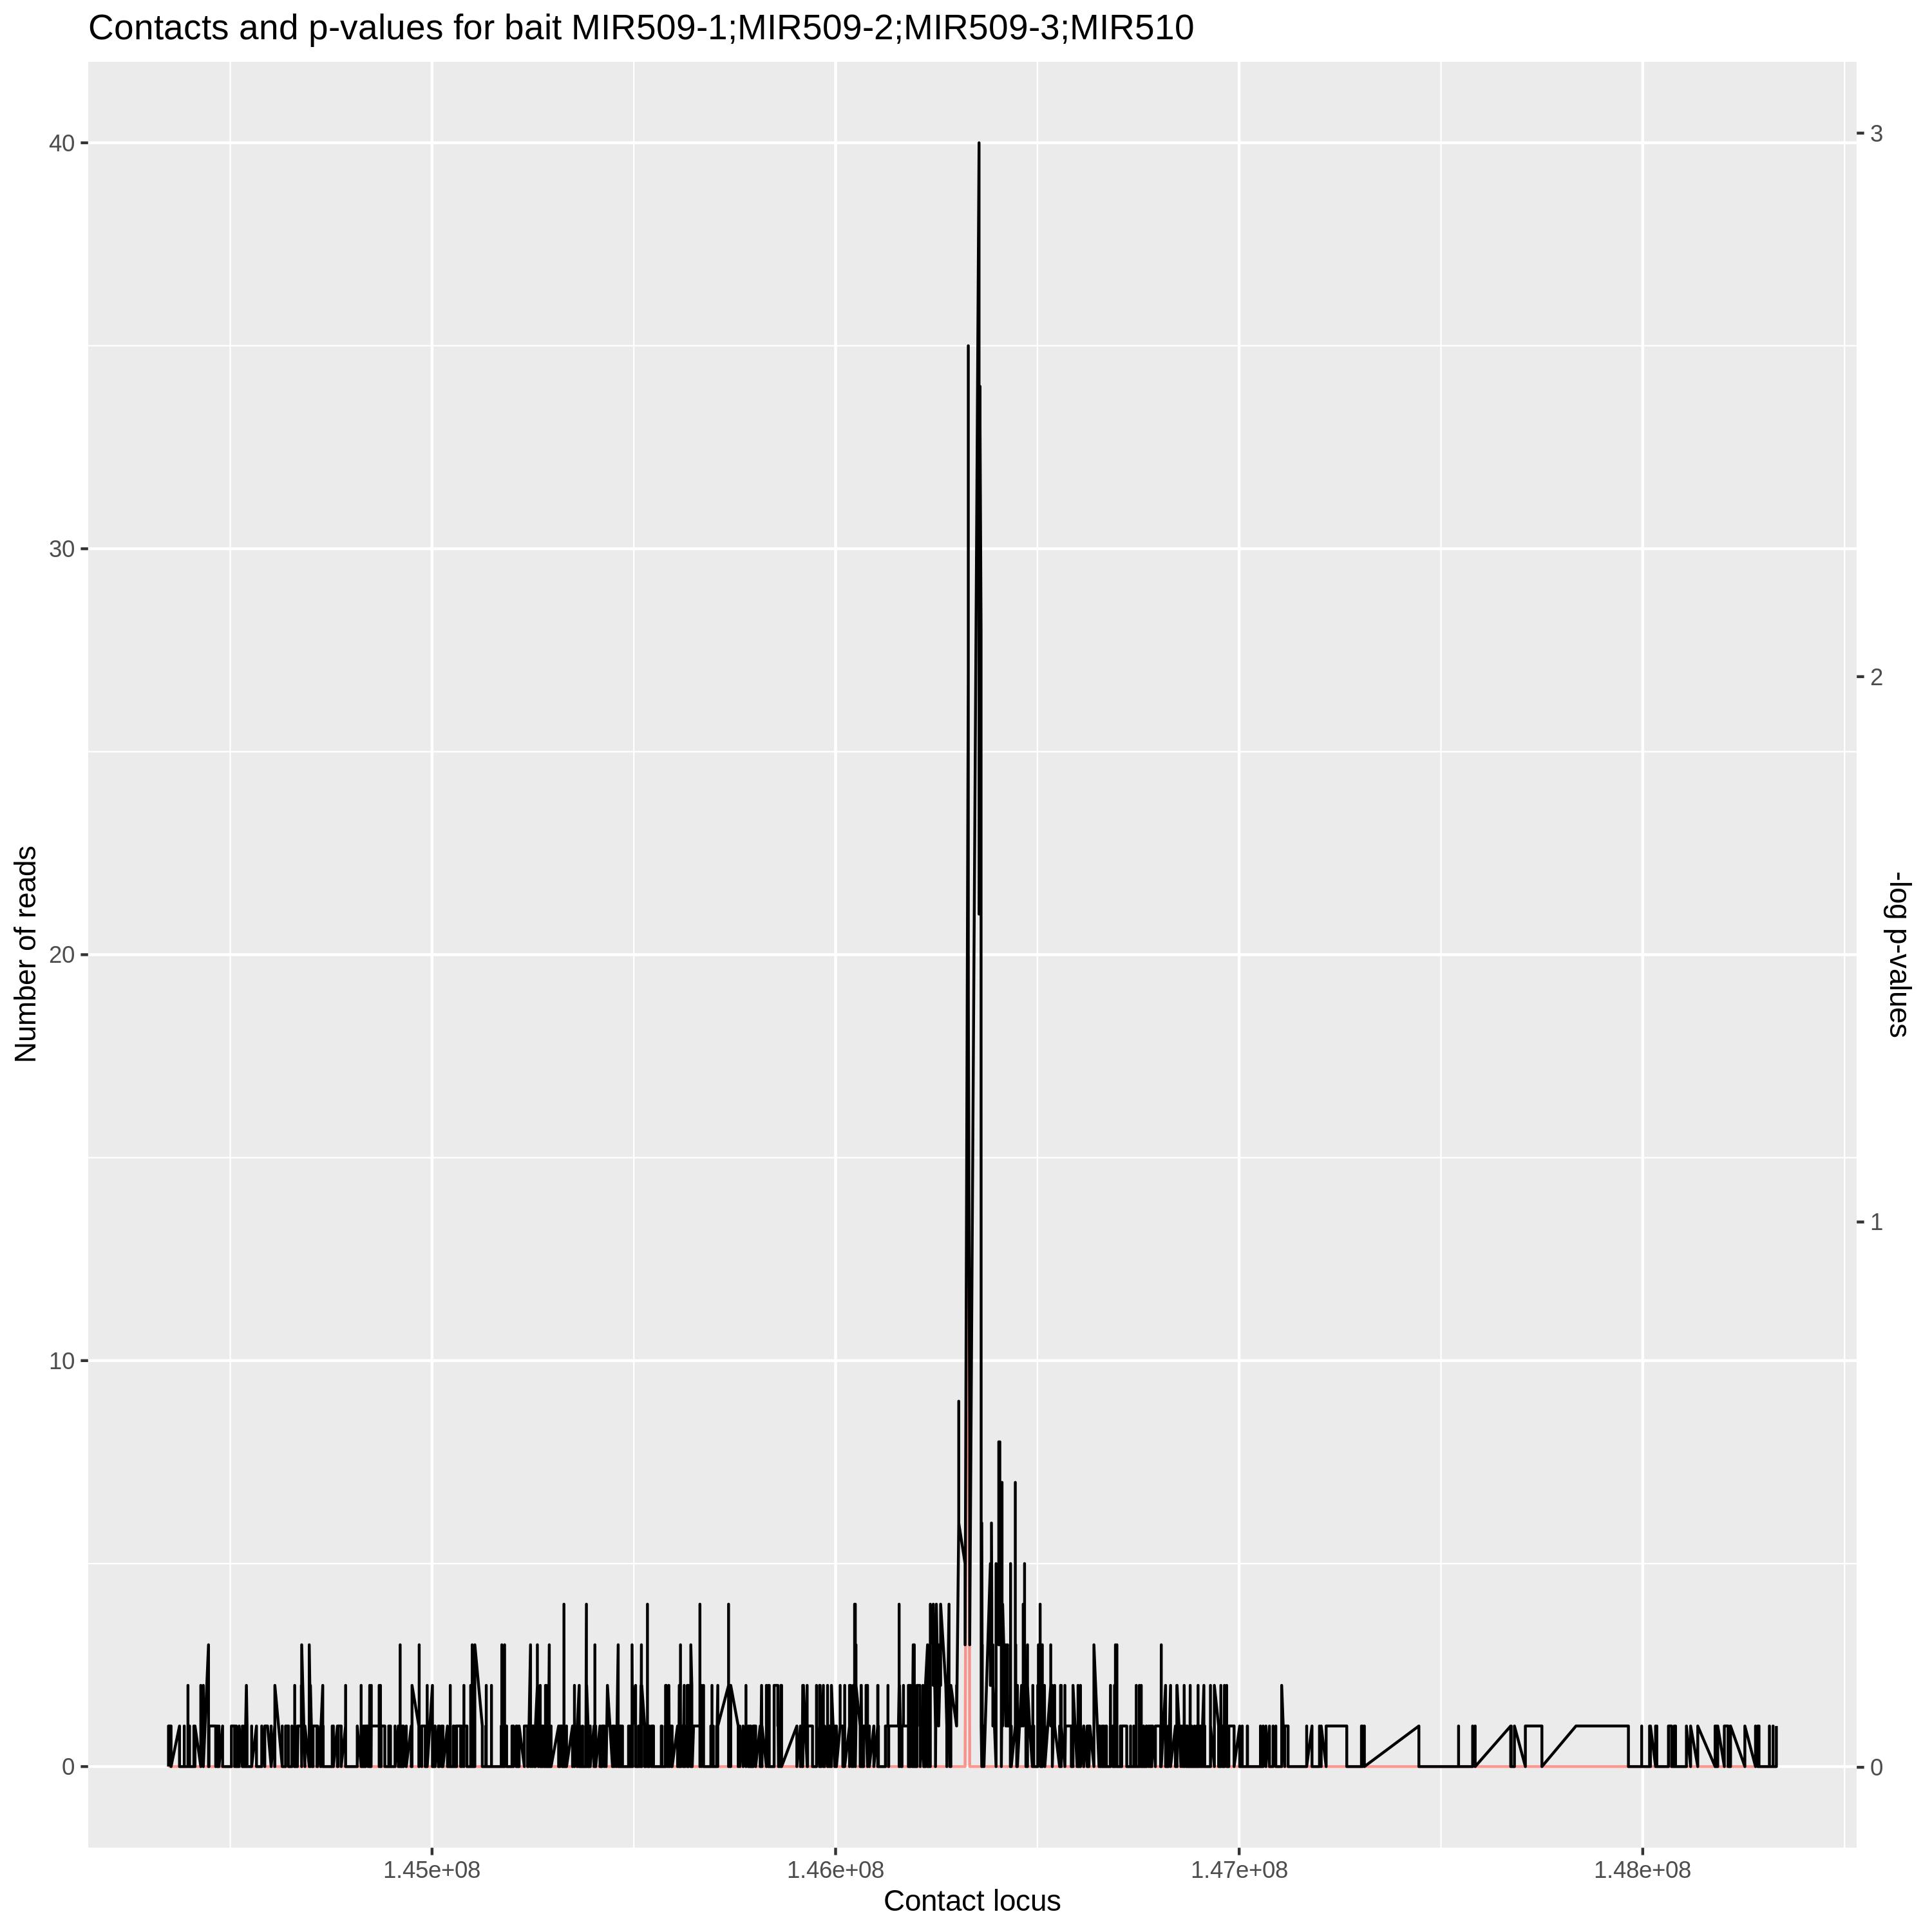 Contacts and p-values for bait MIR509-1;MIR509-2;MIR509-3;MIR510
40
30
20
10
0
Number of reads
3
2
1
0
-log p-values
1.45e+08
1.46e+08
1.47e+08
1.48e+08
Contact locus